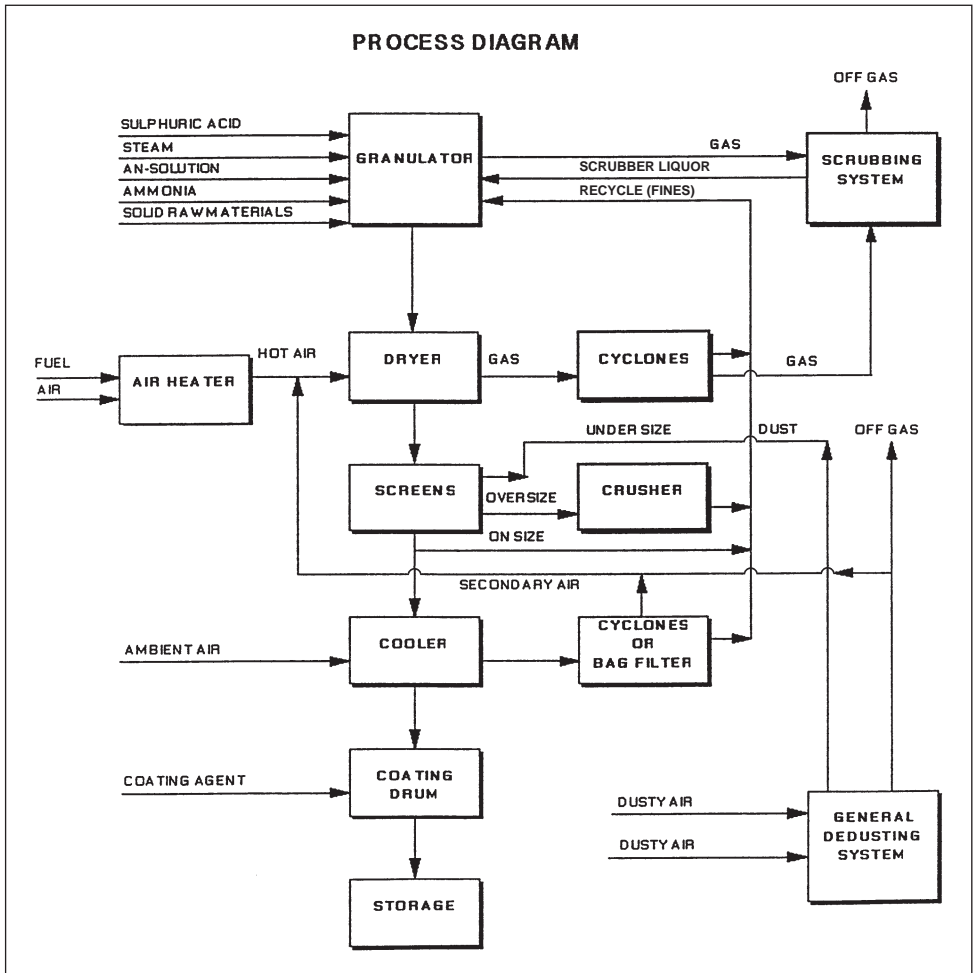 PROCESS DIAGRAM
OFF GAS
SULPHURIC ACID
STEAM
AN-SOLUTION
AMMONIA
SOLID RAWMATERIALS
GRANULATOR
GAS
SCRUBBER LIQUOR
RECYCLE (FINES)
SCRUBBING
SYSTEM
FUEL
AIR
AIR HEATER
HOT AIR
DRYER
GAS
CYCLONES
GAS
UNDER SIZE
DUST
OFF GAS
SCREENS
OVERSIZE
CRUSHER
ON SIZE
SECONDARY AIR
AMBIENT AIR
COOLER
CYCLONES
OR
BAG FILTER
COATING AGENT
COATING
DRUM
DUSTY AIR
DUSTY AIR
GENERAL
DEDUSTING
SYSTEM
STORAGE